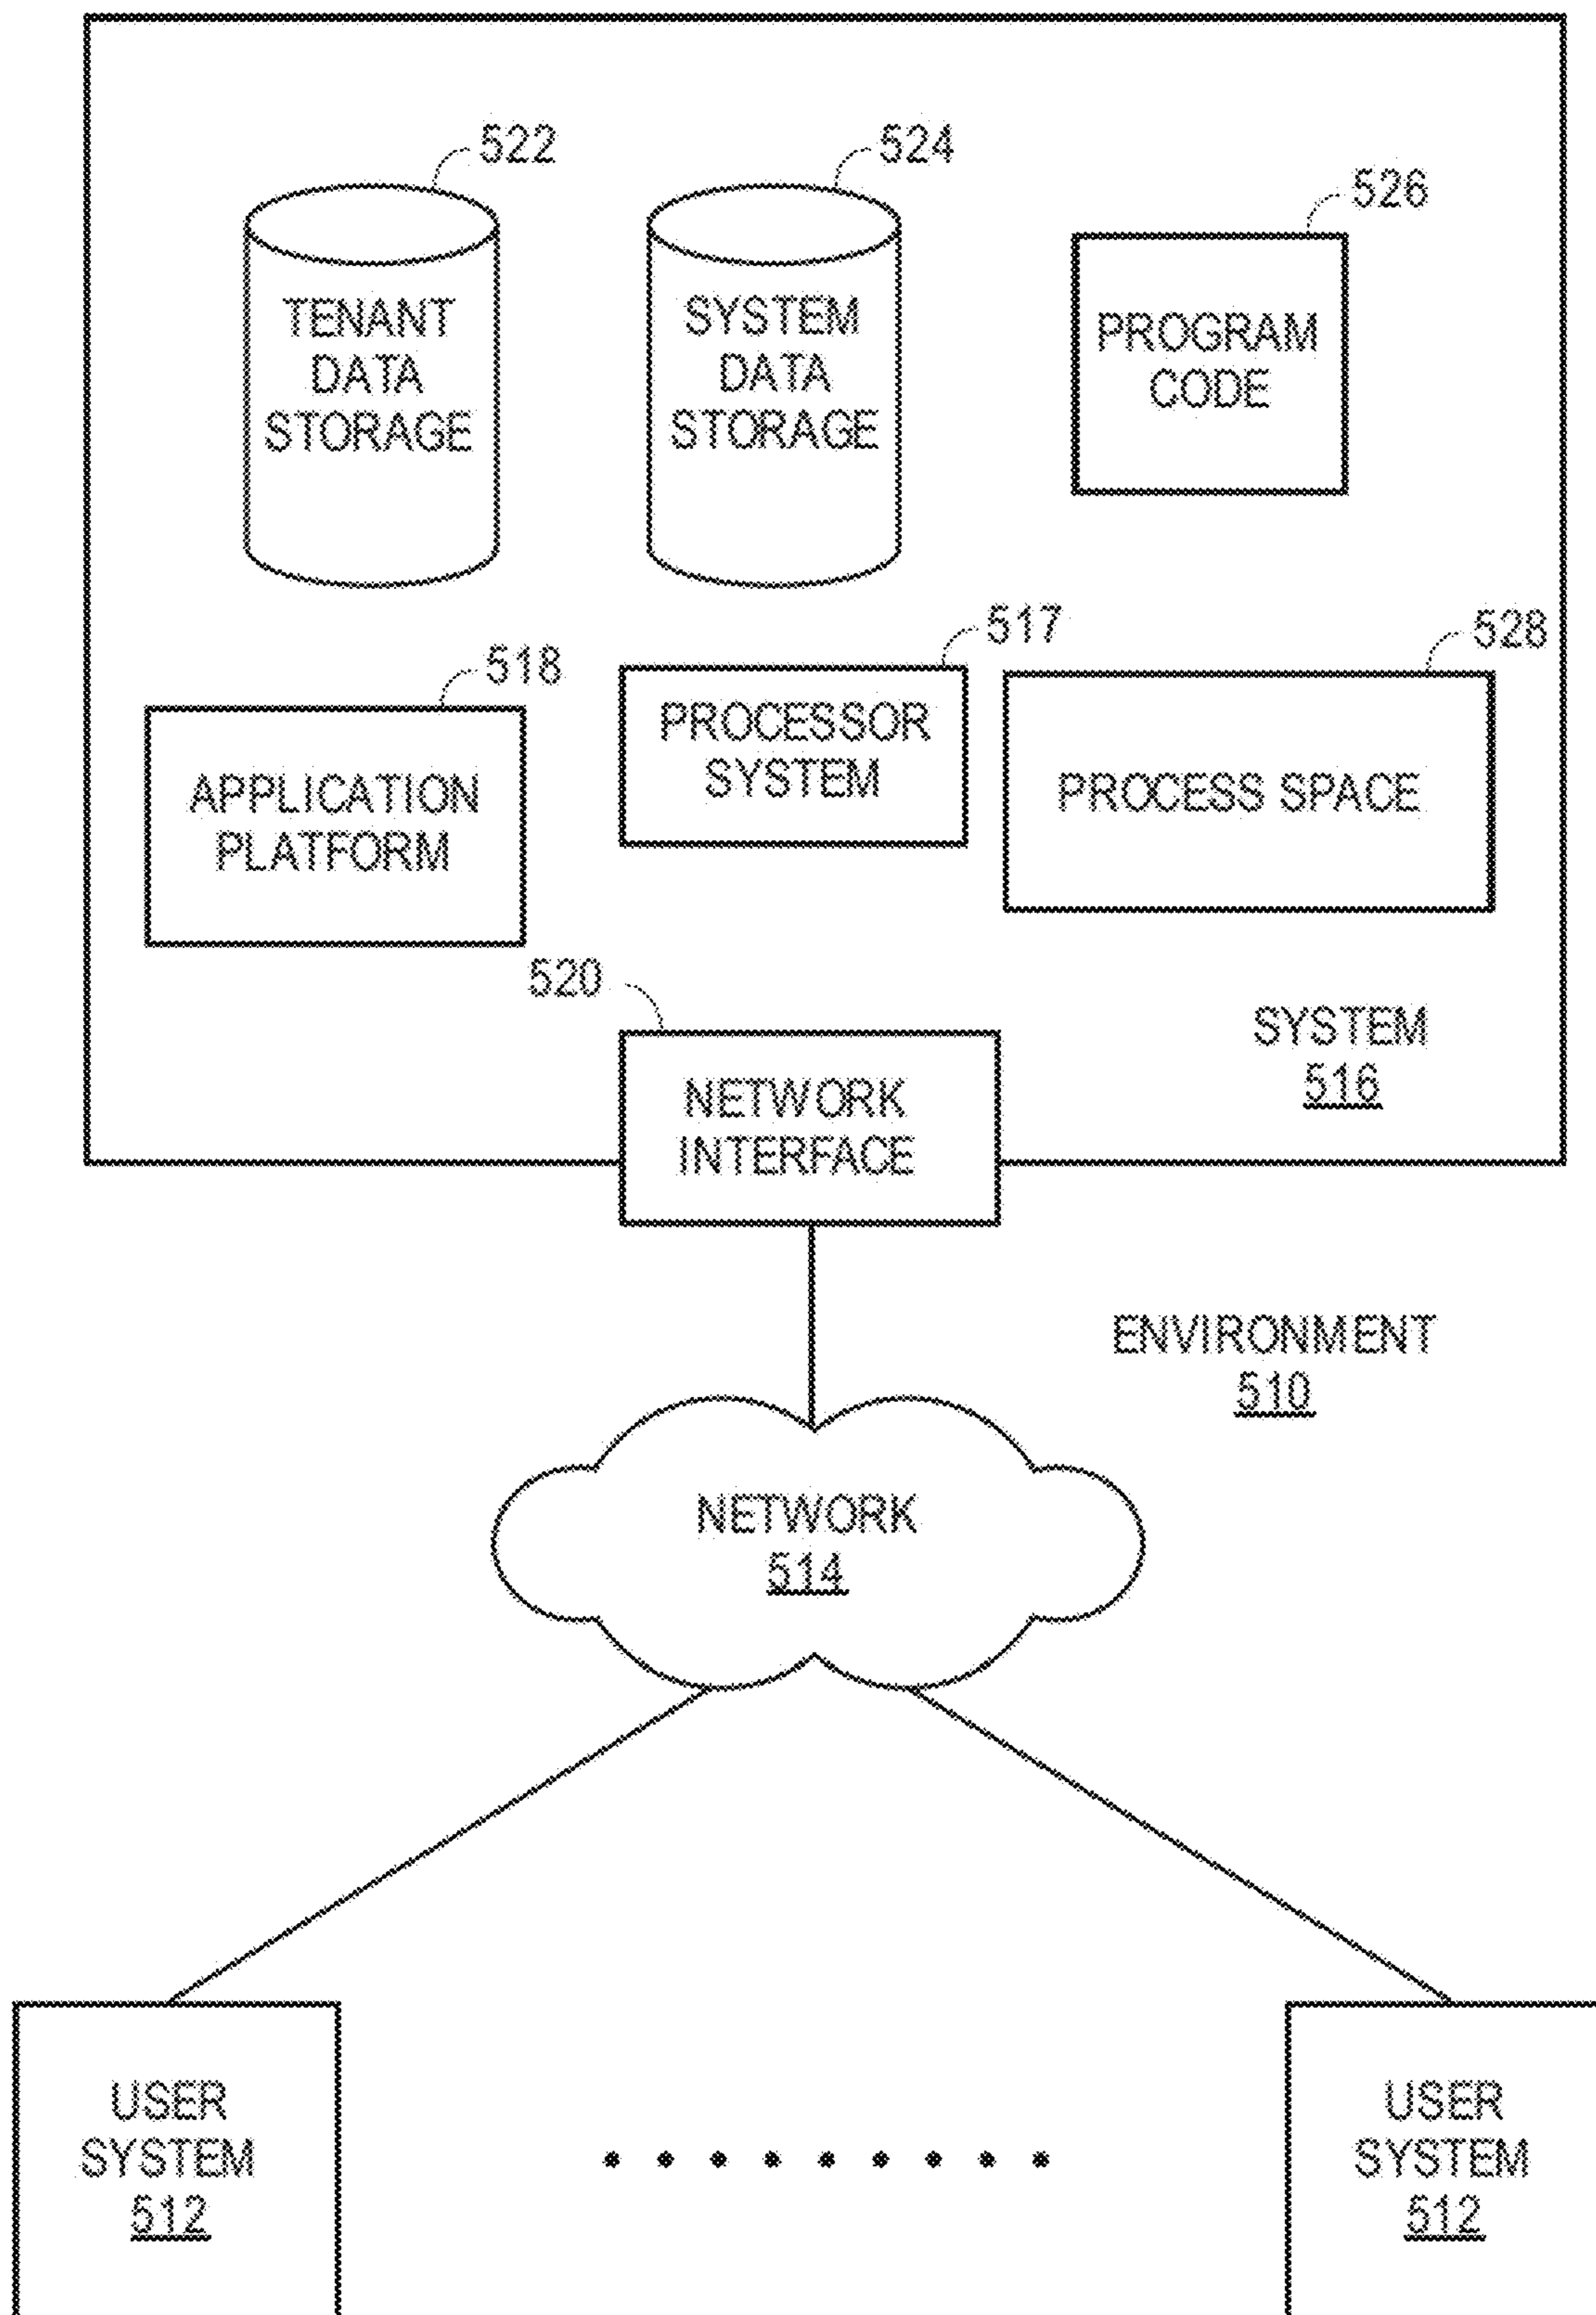 522
524
526
TENANT
DATA
STORAGE
SYSTEM
DATA
STORAGE
PROGRAM
CODE
518
517
528
APPLICATION
PLATFORM
PROCESSOR
SYSTEM
PROCESS SPACE
520
NETWORK
INTERFACE
SYSTEM
516
ENVIRONMENT
510
NETWORK
514
USER
SYSTEM
512
USER
SYSTEM
512